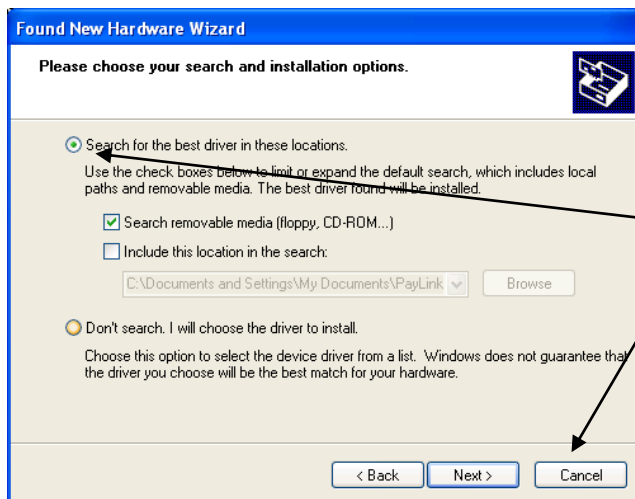 Found New Hardware Wizard
Please choose your search and installation options.
Search for the best driver in these locations.
Use the check boxes below to limit or expand the default search, which includes local
paths and removable media. The best driver found will be installed.
Search removable media (floppy, CD-ROM...)
Include this location in the search:
C:\Documents and Settings\My Documents\PayLink
Browse
Don't search. I will choose the driver to install.
Choose this option to select the device driver from a list. Windows does not guarantee that
the driver you choose will be the best match for your hardware.
< Back Next > Cancel